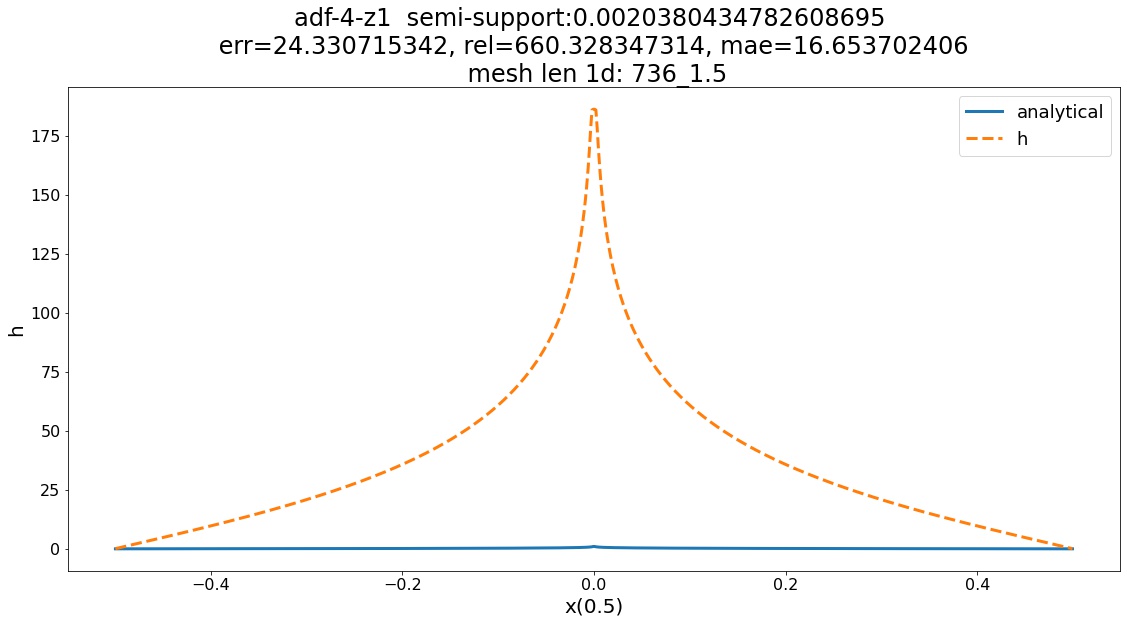 adf-4-z1  semi-support:0.0020380434782608695
err=24.330715342, rel=660.328347314, mae=16.653702406
mesh len 1d: 736_1.5
analytical
h
175
150
125
100
75
50
25
0
h
−0.4
−0.2
0.0
0.2
0.4
x(0.5)